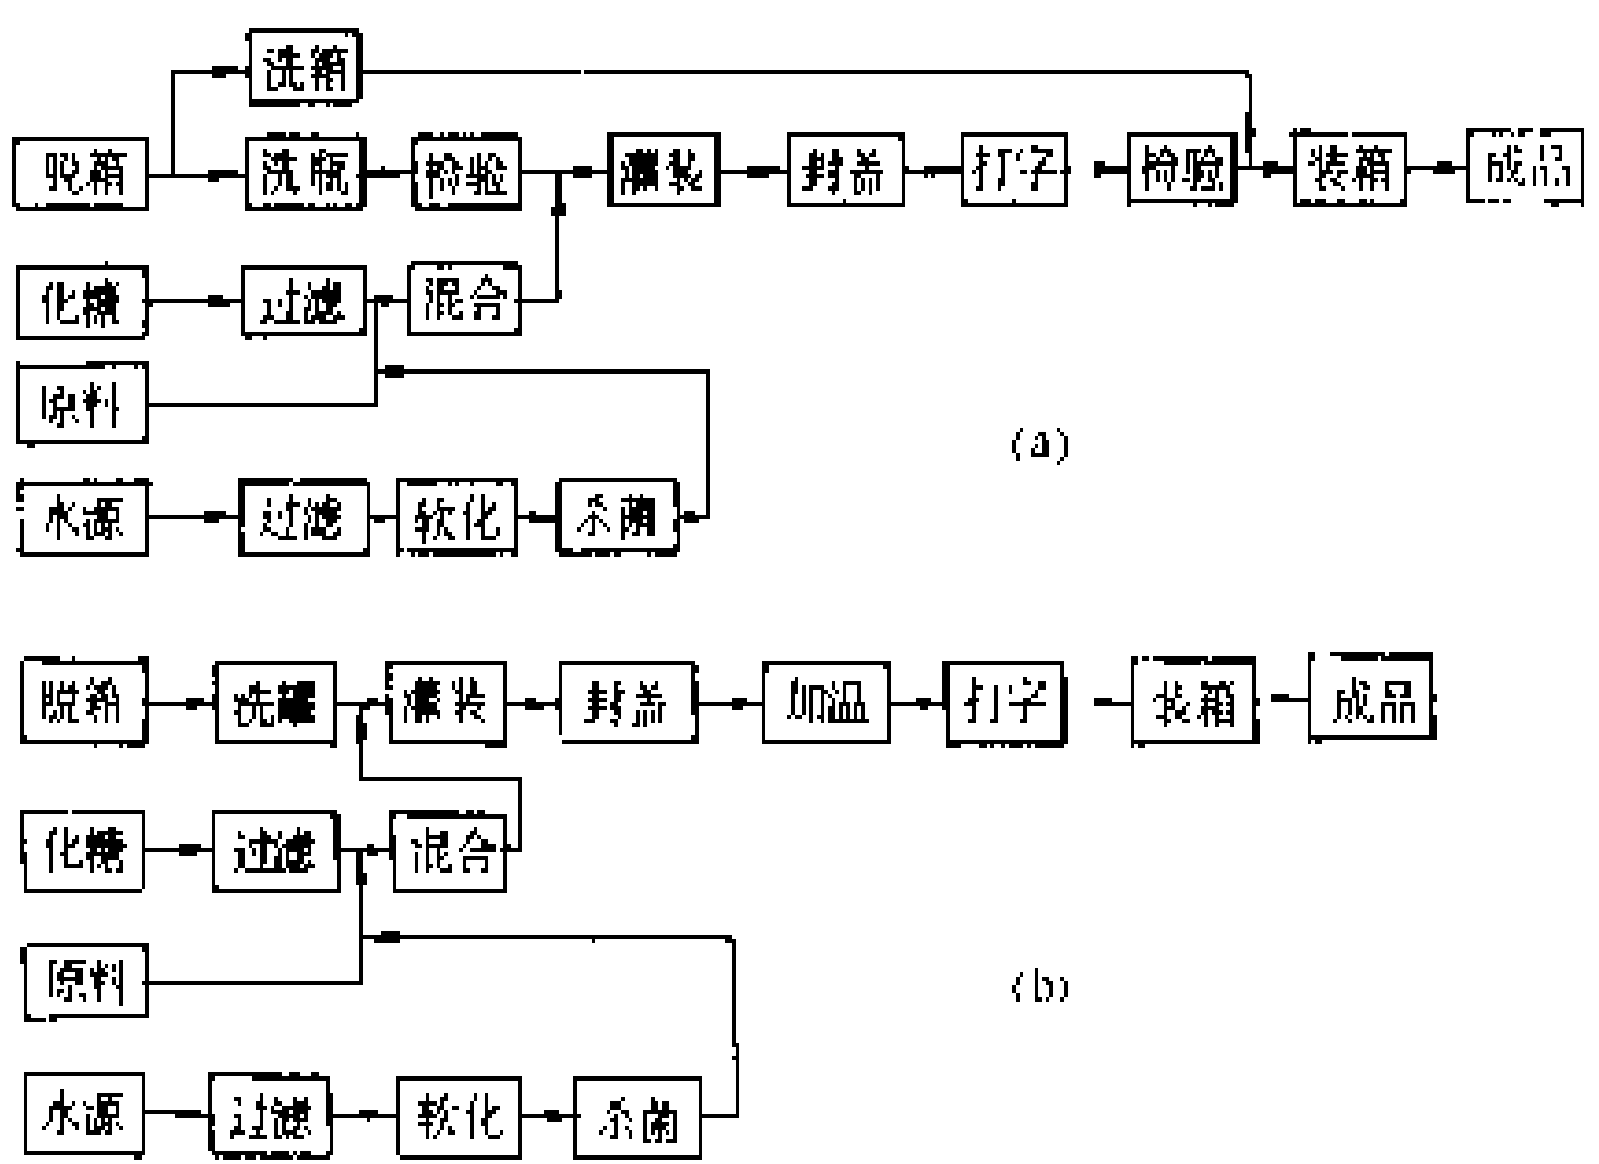 洗箱
脱箱 洗瓶 检验 灌装 封盖 打字 检验 装箱 成品
化糖 过滤 混合
原料
(a)
水源 过滤 软化 杀菌
脱箱 洗罐 灌装 封盖 加温 打字 装箱 成品
化糖 过滤 混合
原料
(b)
水源 过滤 软化 杀菌